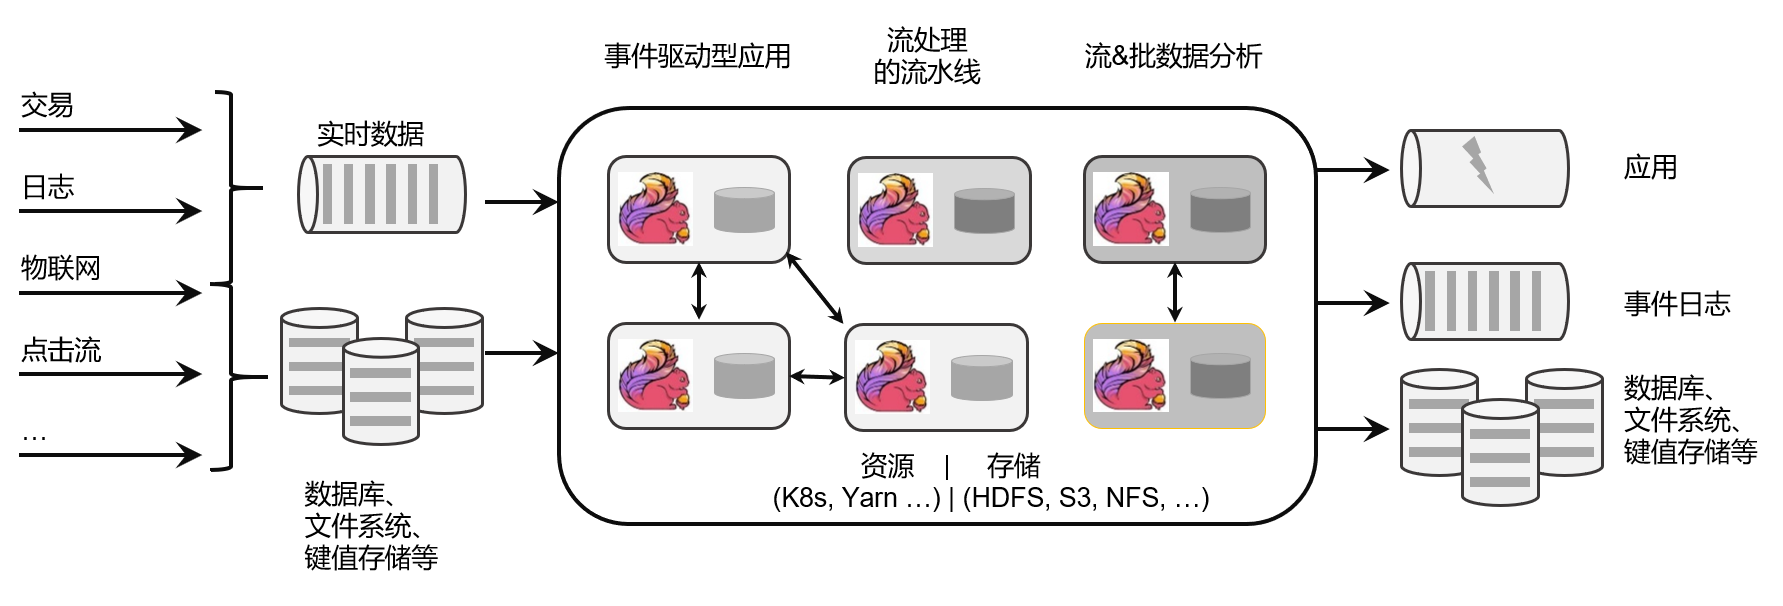 交易
日志
物联网
点击流
…
实时数据
数据库、
文件系统、
键值存储等
事件驱动型应用
流处理
的流水线
流&批数据分析
资源 | 存储
(K8s, Yarn …) | (HDFS, S3, NFS, …)
应用
事件日志
数据库、
文件系统、
键值存储等